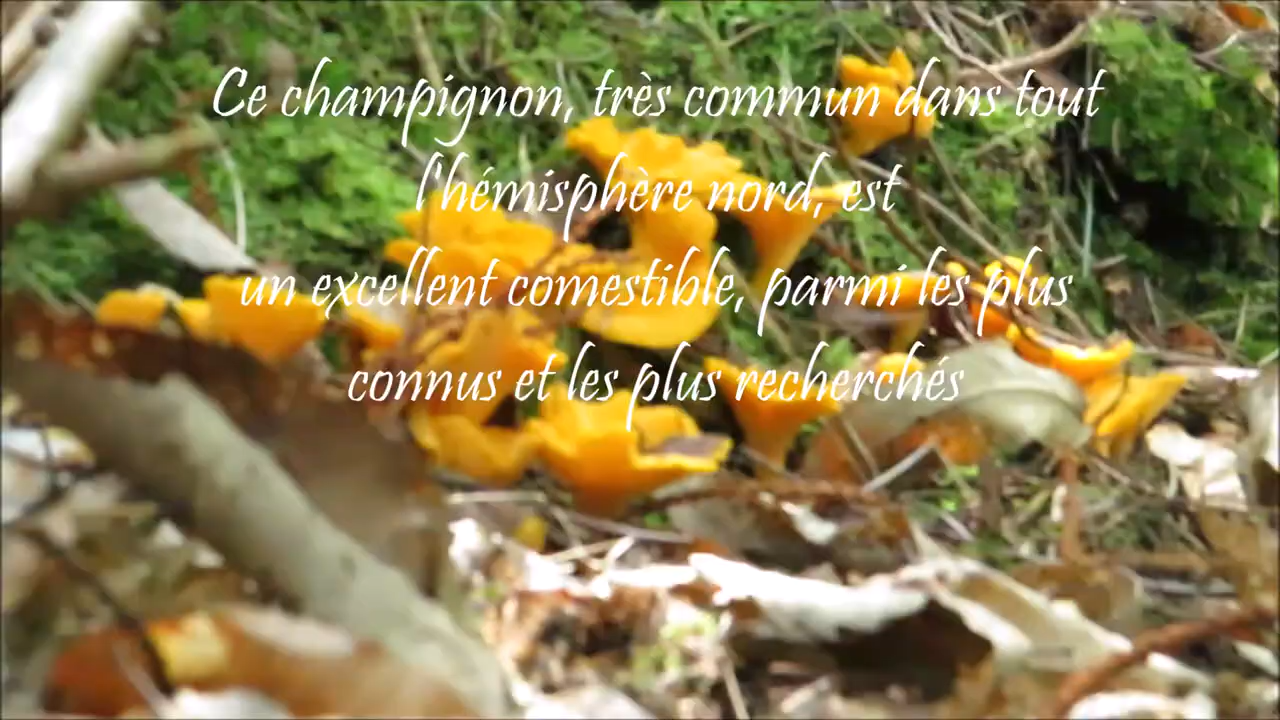 Ce champignon, très commun dans tout
l'hémisphère nord, est
un excellent comestible, parmi les plus
connus et les plus recherchés